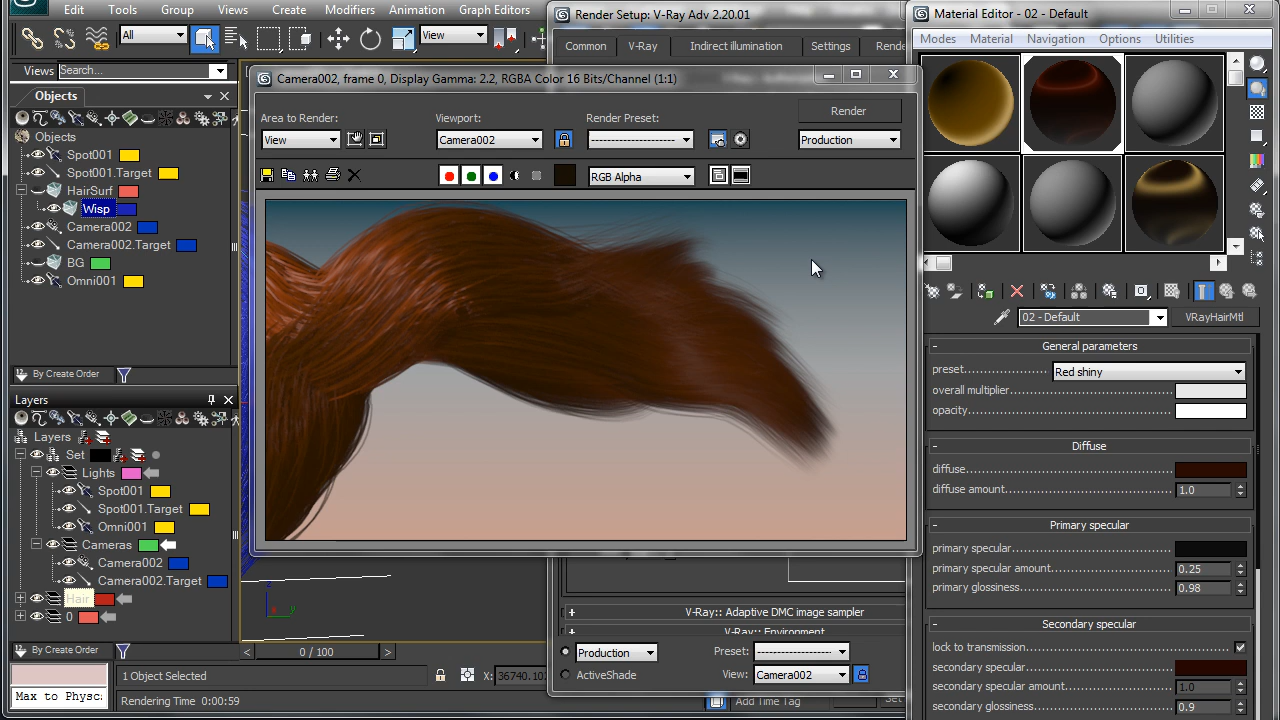 Edit Tools Group Views Create Modifiers Animation Graph Editors
All
View
Views Search...
Objects
Objects
Spot001
Spot001.Target
HairSurf
Wisp
Camera002
Camera002.Target
BG
Omni001
By Create Order
Layers
Layers
Set
Lights
Spot001
Spot001.Target
Omni001
Cameras
Camera002
Camera002.Target
Hair
0
By Create Order
Max to Physc:
0 / 100
1 Object Selected
X: 36740.10
Rendering Time 0:00:59
Add Time Tag
Set
Render Setup: V-Ray Adv 2.20.01
Common V-Ray Indirect illumination Settings Rende
Camera002, frame 0, Display Gamma: 2.2, RGBA Color 16 Bits/Channel (1:1)
Area to Render:
View
Viewport:
Camera002
Render Preset:
--------------------
Render
Production
RGB Alpha
V-Ray:: Adaptive DMC image sampler
V-Ray:: Environment
Production
ActiveShade
Preset: --------------------
View: Camera002
Material Editor - 02 - Default
Modes Material Navigation Options Utilities
02 - Default
VRayHairMtl
General parameters
preset Red shiny
overall multiplier
opacity
Diffuse
diffuse
diffuse amount 1.0
Primary specular
primary specular
primary specular amount 0.25
primary glossiness 0.98
Secondary specular
lock to transmission
secondary specular
secondary specular amount 1.0
secondary glossiness 0.9